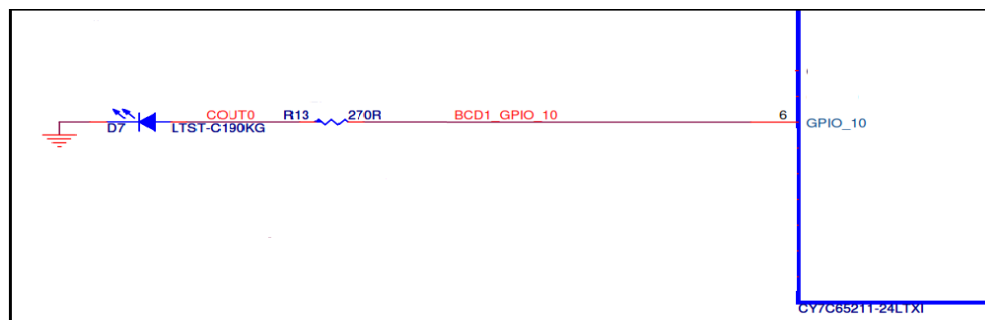 COUT0 R13 270R BCD1_GPIO_10 6 GPIO_10
D7 LTST-C190KG
CY7C65211-24LTXI